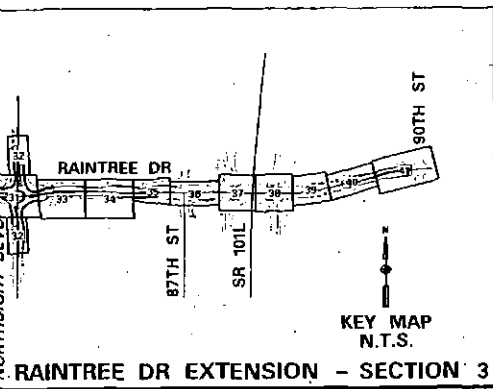 32
RAINTREE DR
33
34
35
36
37
38
39
40
41
32
87TH ST
SR 101L
90TH ST
N
KEY MAP
N.T.S.
RAINTREE DR EXTENSION - SECTION 3